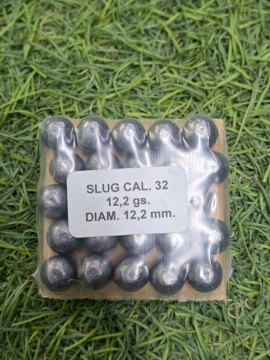 SLUG CAL. 32
12,2 gs.
DIAM. 12,2 mm.